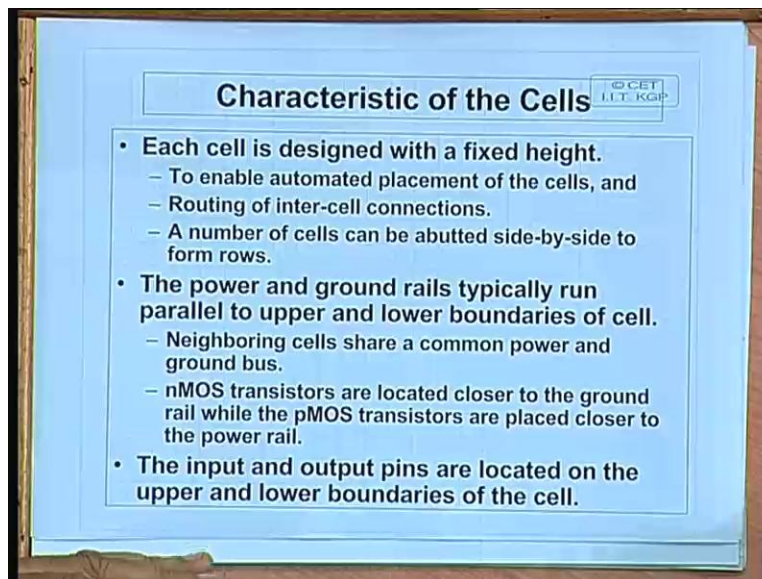 Characteristic of the Cells
© CET
I.I.T. KGP
• Each cell is designed with a fixed height.
– To enable automated placement of the cells, and
– Routing of inter-cell connections.
– A number of cells can be abutted side-by-side to
form rows.
• The power and ground rails typically run
parallel to upper and lower boundaries of cell.
– Neighboring cells share a common power and
ground bus.
– nMOS transistors are located closer to the ground
rail while the pMOS transistors are placed closer to
the power rail.
• The input and output pins are located on the
upper and lower boundaries of the cell.